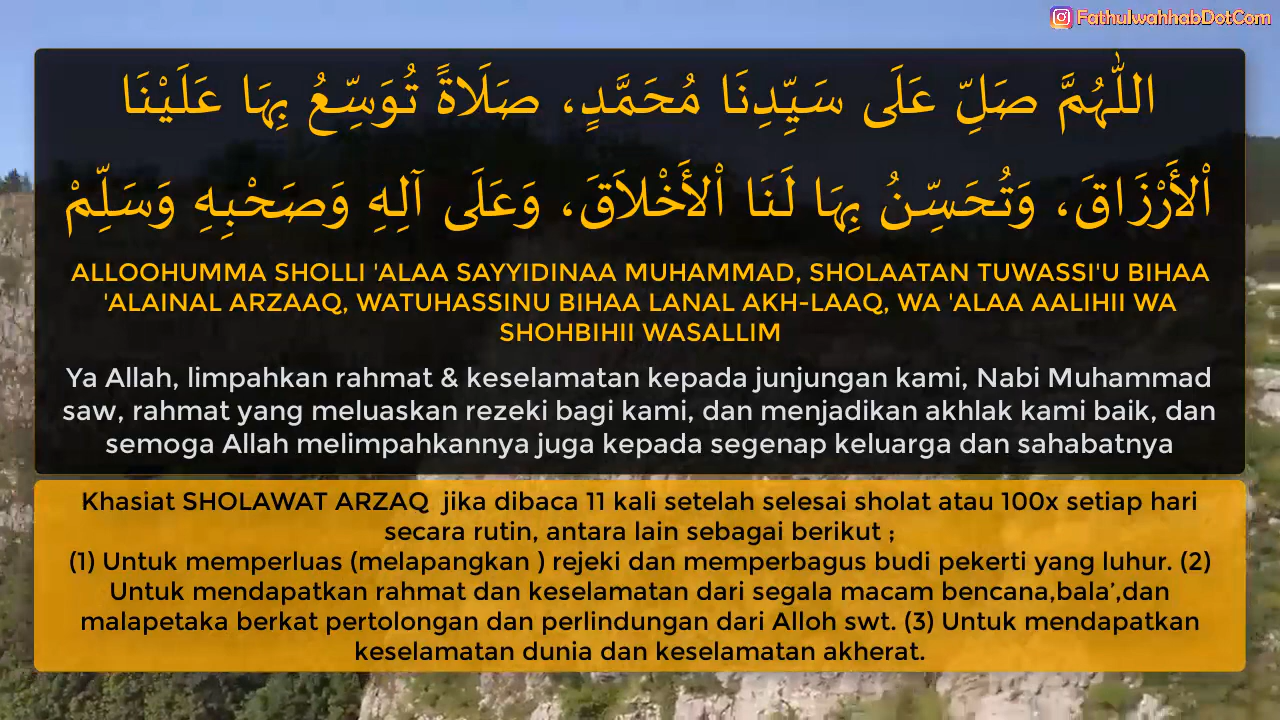 FathulwahhabDotCom
اللّٰهُمَّ صَلِّ عَلَى سَيِّدِنَا مُحَمَّدٍ، صَلَاةً تُوَسِّعُ بِهَا عَلَيْنَا
اْلأَرْزَاقَ، وَتُحَسِّنُ بِهَا لَنَا اْلأَخْلَاقَ، وَعَلَى آلِهِ وَصَحْبِهِ وَسَلِّمْ
ALLOOHUMMA SHOLLI 'ALAA SAYYIDINAA MUHAMMAD, SHOLAATAN TUWASSI'U BIHAA
'ALAINAL ARZAAQ, WATUHASSINU BIHAA LANAL AKH-LAAQ, WA 'ALAA AALIHII WA
SHOHBIHII WASALLIM
Ya Allah, limpahkan rahmat & keselamatan kepada junjungan kami, Nabi Muhammad
saw, rahmat yang meluaskan rezeki bagi kami, dan menjadikan akhlak kami baik, dan
semoga Allah melimpahkannya juga kepada segenap keluarga dan sahabatnya
Khasiat SHOLAWAT ARZAQ  jika dibaca 11 kali setelah selesai sholat atau 100x setiap hari
secara rutin, antara lain sebagai berikut ;
(1) Untuk memperluas (melapangkan ) rejeki dan memperbagus budi pekerti yang luhur. (2)
Untuk mendapatkan rahmat dan keselamatan dari segala macam bencana,bala’,dan
malapetaka berkat pertolongan dan perlindungan dari Alloh swt. (3) Untuk mendapatkan
keselamatan dunia dan keselamatan akherat.